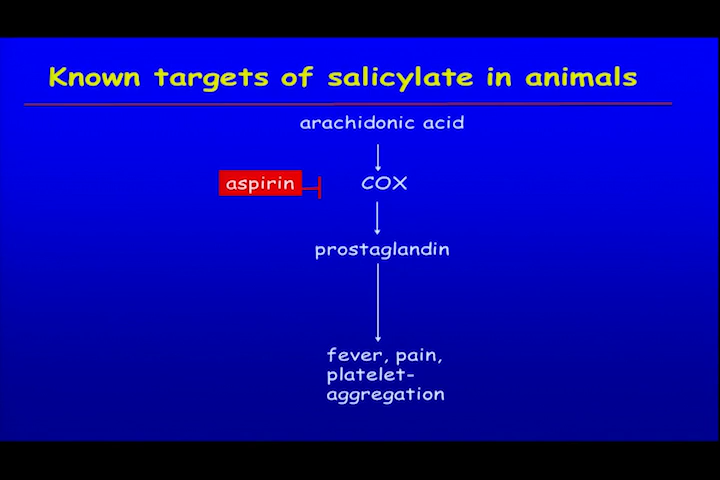 Known targets of salicylate in animals
arachidonic acid
aspirin
COX
prostaglandin
fever, pain,
platelet-
aggregation